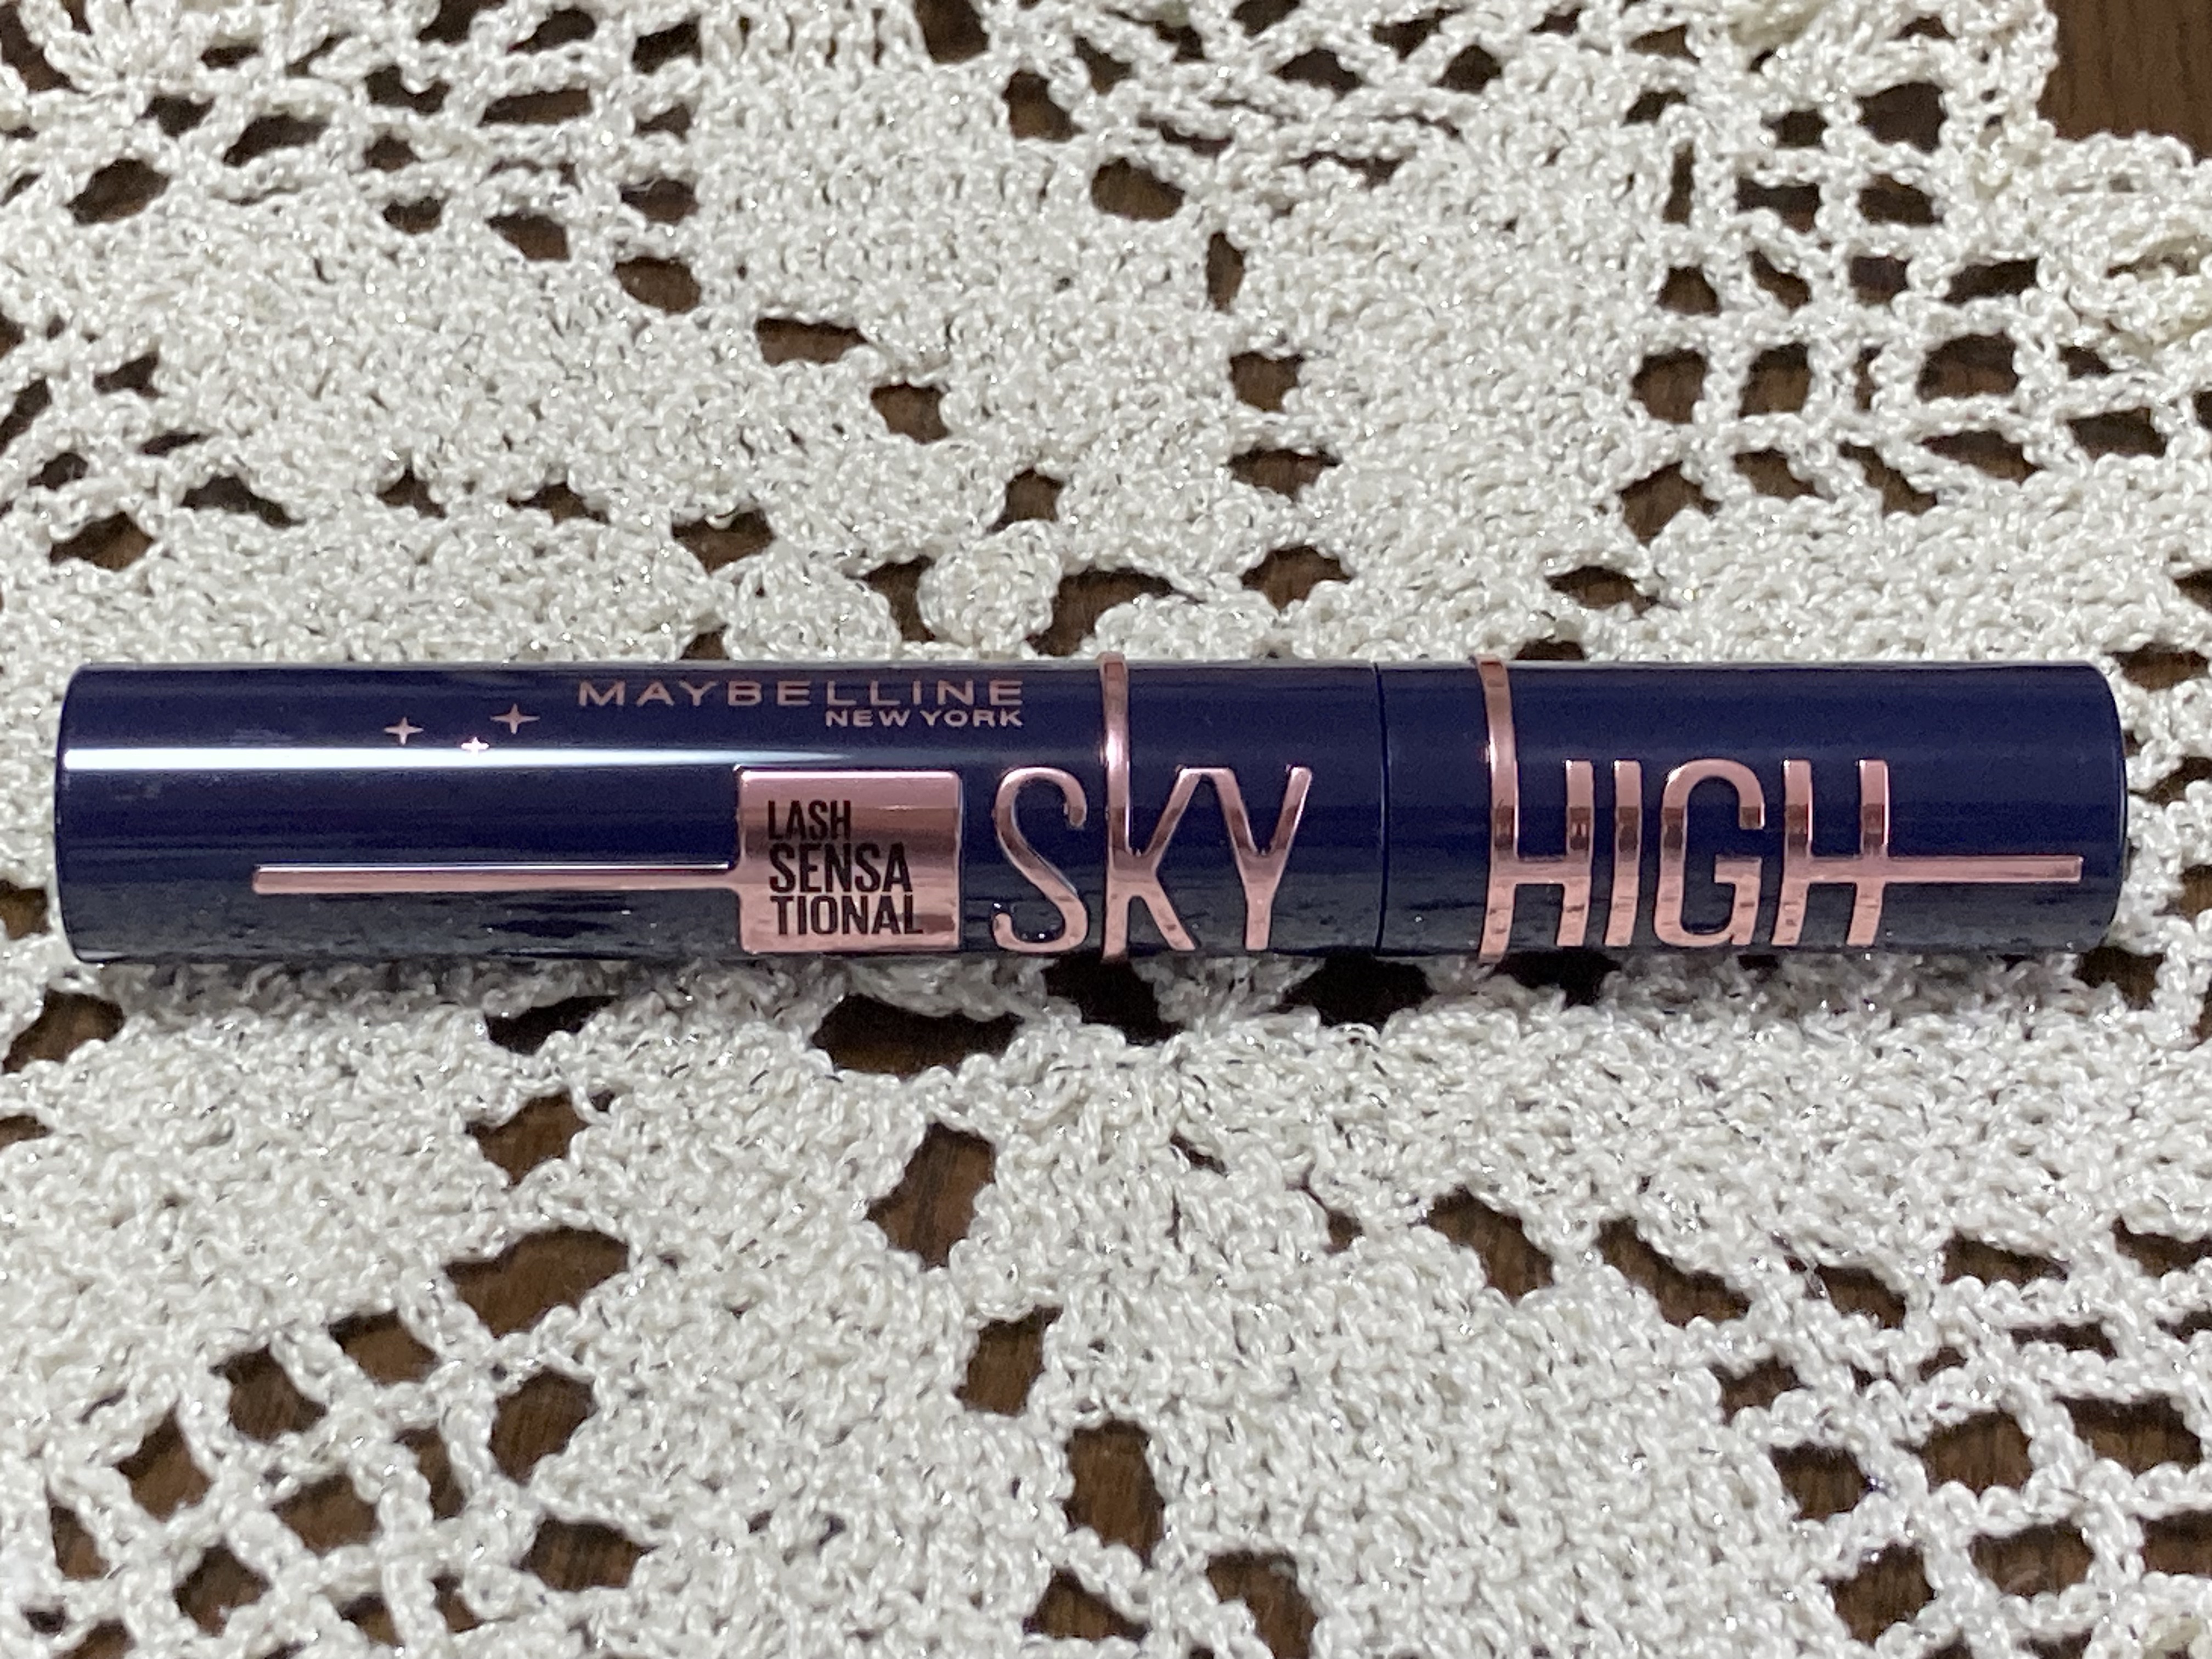 MAYBELLINE
NEW YORK
LASH
SENSA
TIONAL
SKY HIGH